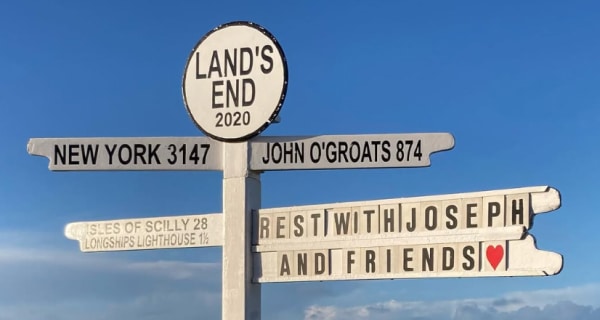 LAND'S
END
2020
NEW YORK 3147
JOHN O'GROATS 874
ISLES OF SCILLY 28
LONGSHIPS LIGHTHOUSE 1½
REST WITH JOSEPH
AND FRIENDS ♥